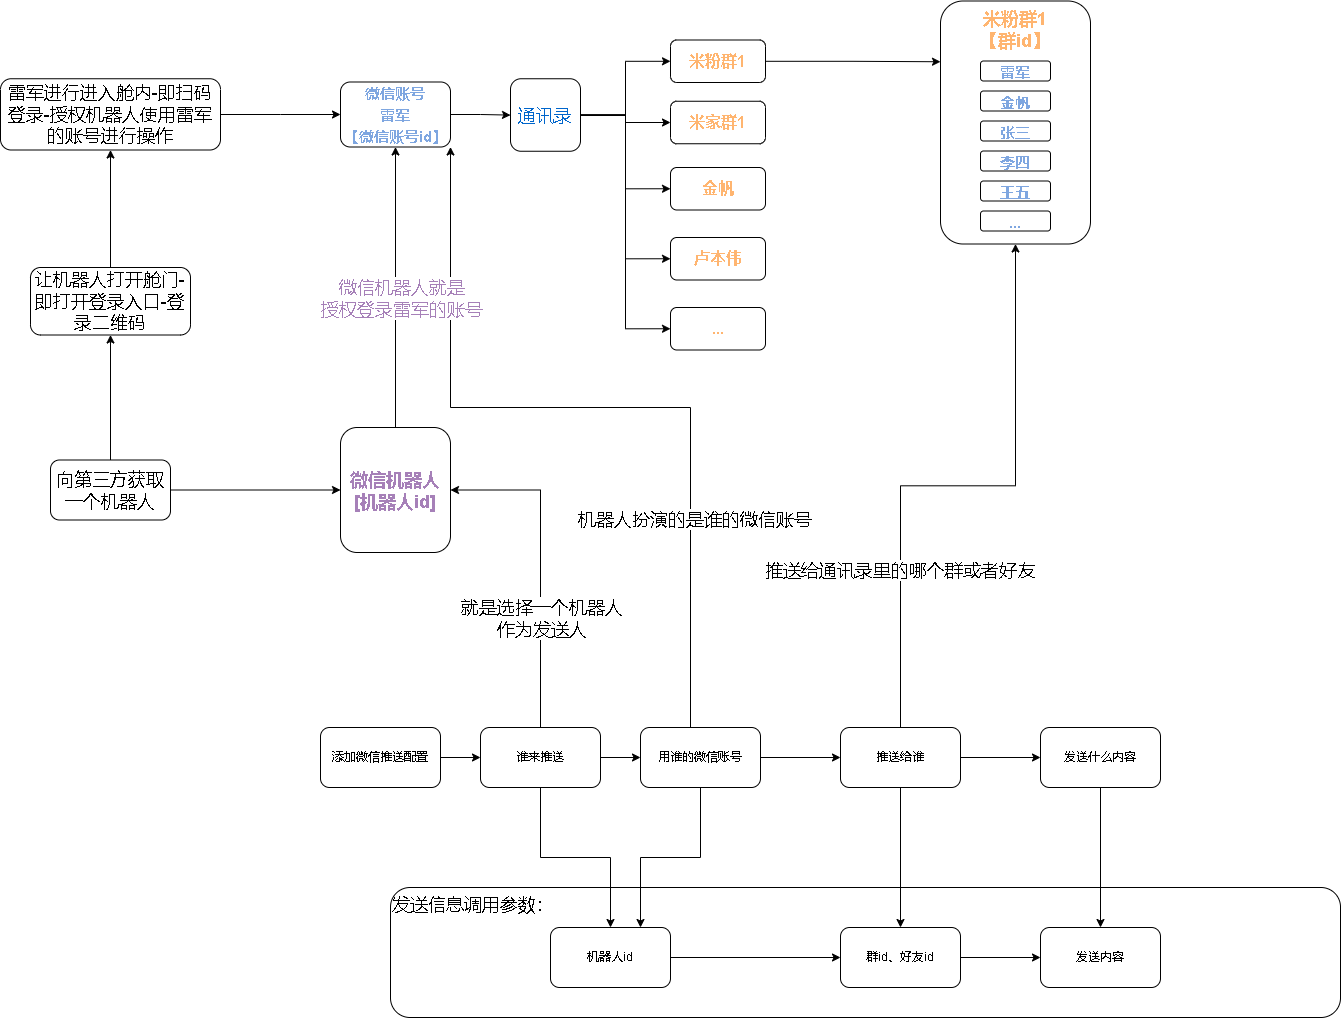 米粉群1
【群id】
雷军
金帆
张三
李四
王五
...
雷军进行进入舱内-即扫码
登录-授权机器人使用雷军
的账号进行操作
微信账号
雷军
【微信账号id】
通讯录
米粉群1
米家群1
金帆
卢本伟
...
让机器人打开舱门-
即打开登录入口-登
录二维码
微信机器人就是
授权登录雷军的账号
向第三方获取
一个机器人
微信机器人
[机器人id]
机器人扮演的是谁的微信账号
推送给通讯录里的哪个群或者好友
就是选择一个机器人
作为发送人
添加微信推送配置
谁来推送
用谁的微信账号
推送给谁
发送什么内容
发送信息调用参数：
机器人id
群id、好友id
发送内容